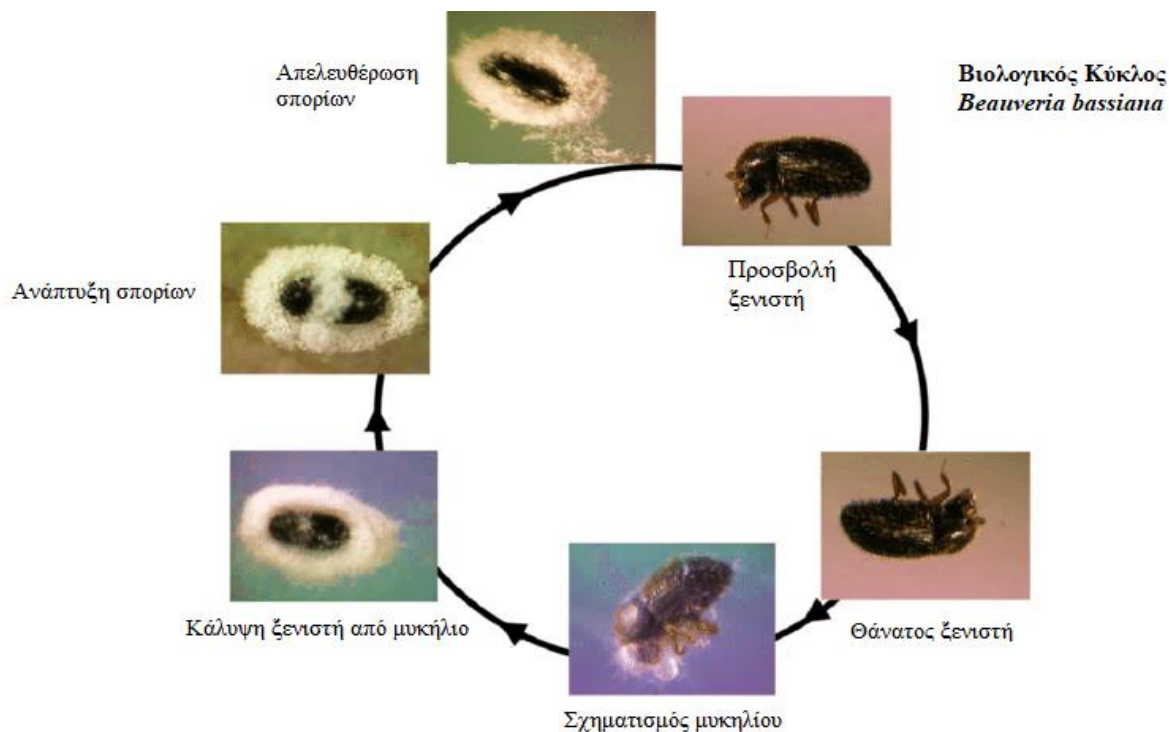 Βιολογικός Κύκλος
Beauveria bassiana
Απελευθέρωση
σπορίων
Προσβολή
ξενιστή
Ανάπτυξη σπορίων
Κάλυψη ξενιστή από μυκήλιο
Θάνατος ξενιστή
Σχηματισμός μυκηλίου